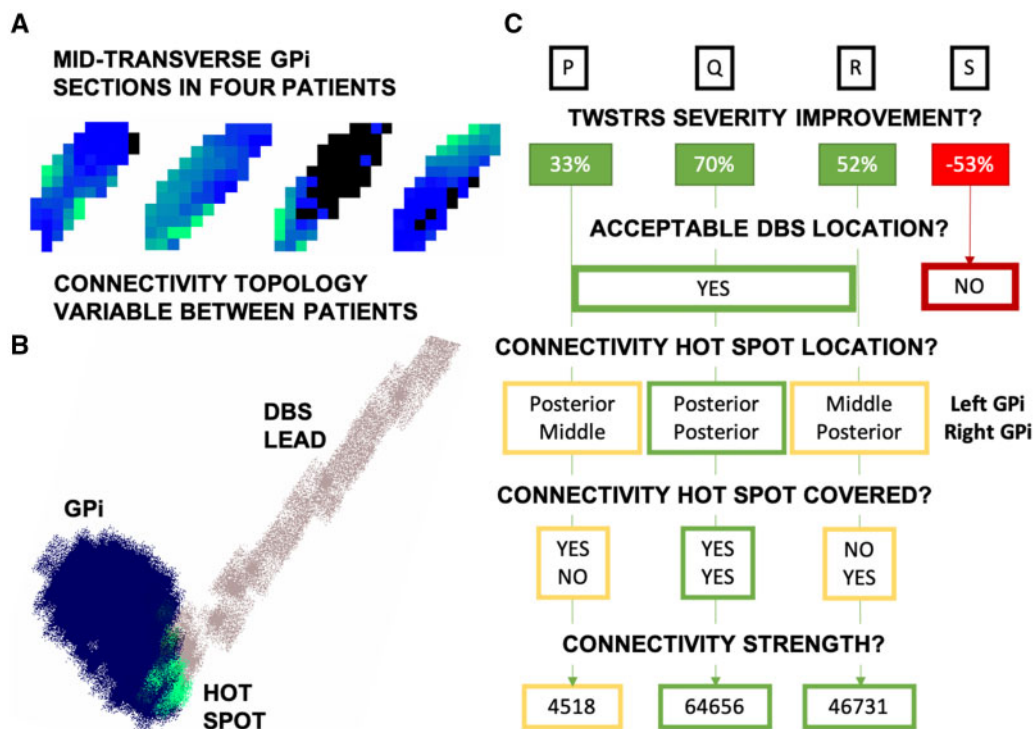 A
MID-TRANSVERSE GPi
SECTIONS IN FOUR PATIENTS
CONNECTIVITY TOPOLOGY
VARIABLE BETWEEN PATIENTS
B
DBS
LEAD
GPi
HOT
SPOT
C
P Q R S
TWSTRS SEVERITY IMPROVEMENT?
33% 70% 52% -53%
ACCEPTABLE DBS LOCATION?
YES NO
CONNECTIVITY HOT SPOT LOCATION?
Posterior Posterior Middle Left GPi
Middle Posterior Posterior Right GPi
CONNECTIVITY HOT SPOT COVERED?
YES YES NO
NO YES YES
CONNECTIVITY STRENGTH?
4518 64656 46731